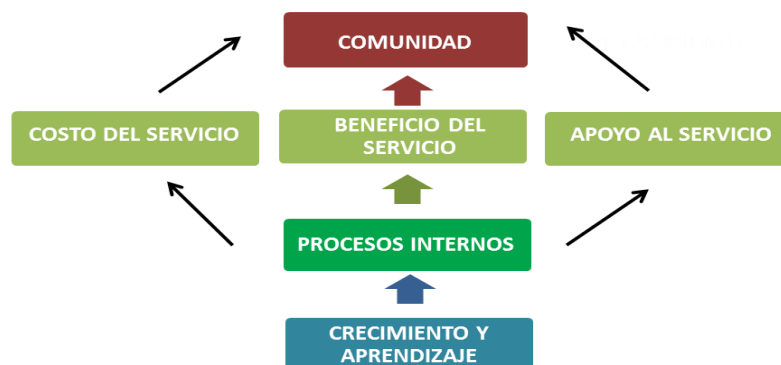 COMUNIDAD
COSTO DEL SERVICIO
BENEFICIO DEL
SERVICIO
APOYO AL SERVICIO
PROCESOS INTERNOS
CRECIMIENTO Y
APRENDIZAJE